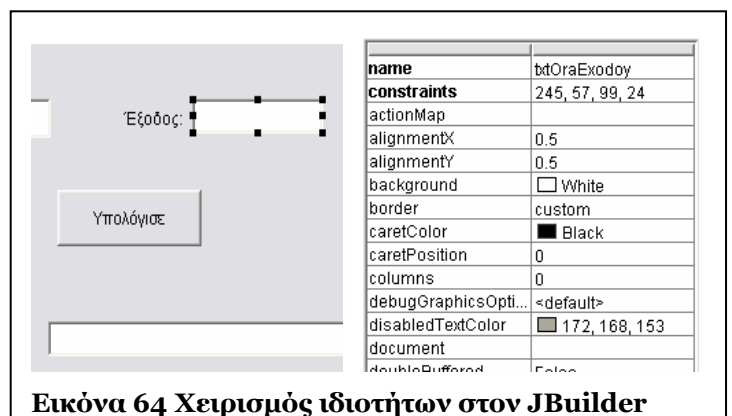 Έξοδος:
Υπολόγισε
name txtOraExodoy
constraints 245, 57, 99, 24
actionMap
alignmentX 0.5
alignmentY 0.5
background White
border custom
caretColor Black
caretPosition 0
columns 0
debugGraphicsOpti... <default>
disabledTextColor 172, 168, 153
document
doubleBuffered False
Εικόνα 64 Χειρισμός ιδιοτήτων στον JBuilder